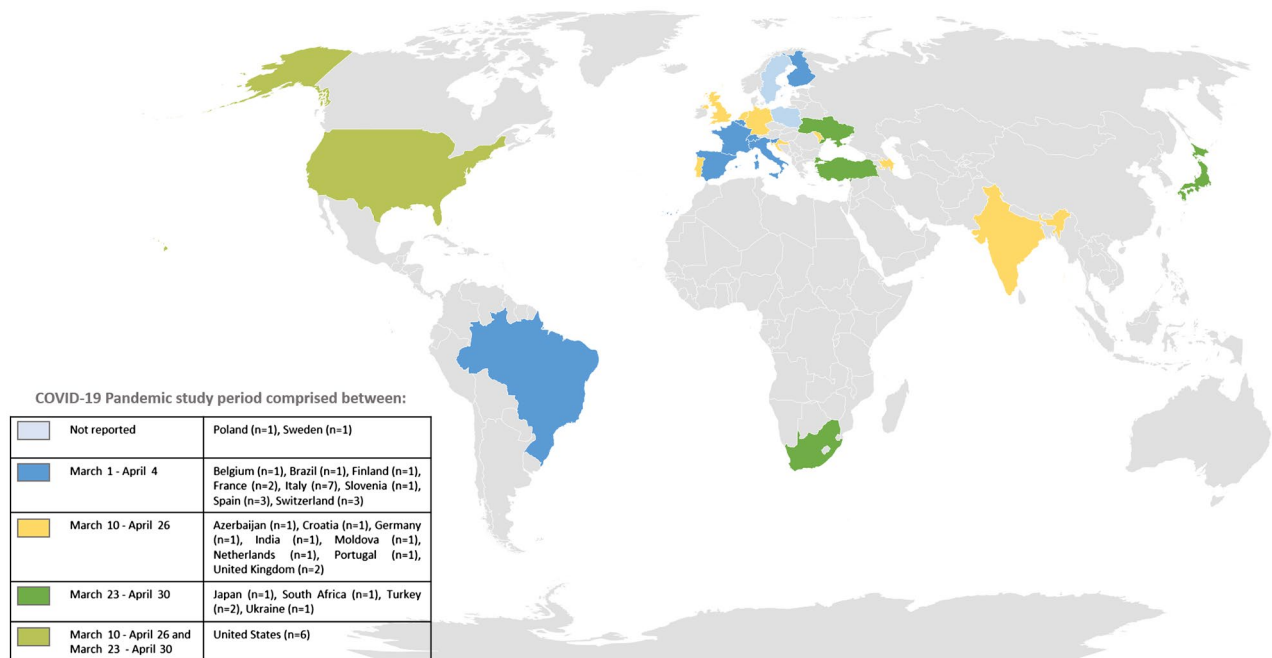 COVID-19 Pandemic study period comprised between:
Not reported
Poland (n=1), Sweden (n=1)
March 1 - April 4
Belgium (n=1), Brazil (n=1), Finland (n=1),
France (n=2), Italy (n=7), Slovenia (n=1),
Spain (n=3), Switzerland (n=3)
March 10 - April 26
Azerbaijan (n=1), Croatia (n=1), Germany
(n=1), India (n=1), Moldova (n=1),
Netherlands (n=1), Portugal (n=1),
United Kingdom (n=2)
March 23 - April 30
Japan (n=1), South Africa (n=1), Turkey
(n=2), Ukraine (n=1)
March 10 - April 26 and
March 23 - April 30
United States (n=6)